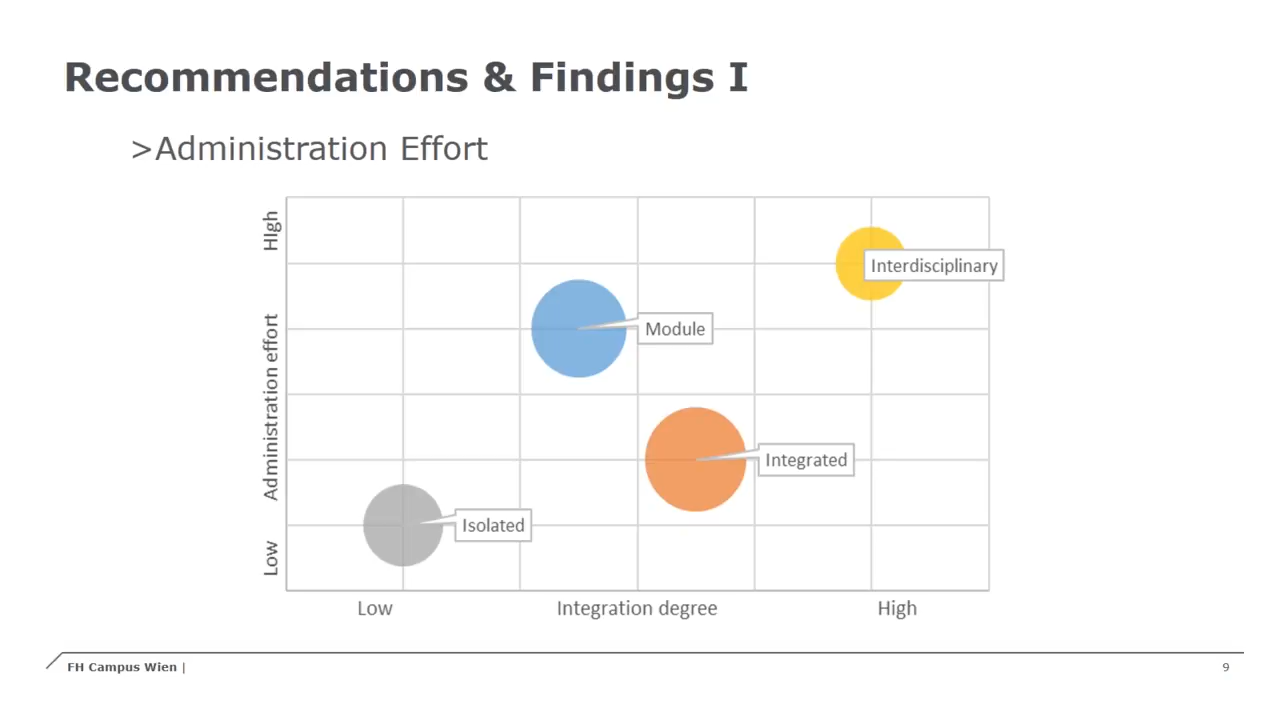 Recommendations & Findings I
>Administration Effort
HIgh
Administration effort
Low
Interdisciplinary
Module
Integrated
Isolated
Low
Integration degree
High
FH Campus Wien |
9